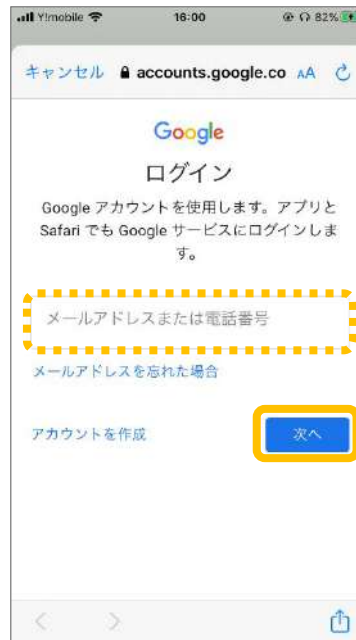 Y!mobile 16:00 82%
キャンセル accounts.google.co AA
Google
ログイン
Google アカウントを使用します。アプリと
Safari でも Google サービスにログインしま
す。
メールアドレスまたは電話番号
メールアドレスを忘れた場合
アカウントを作成 次へ